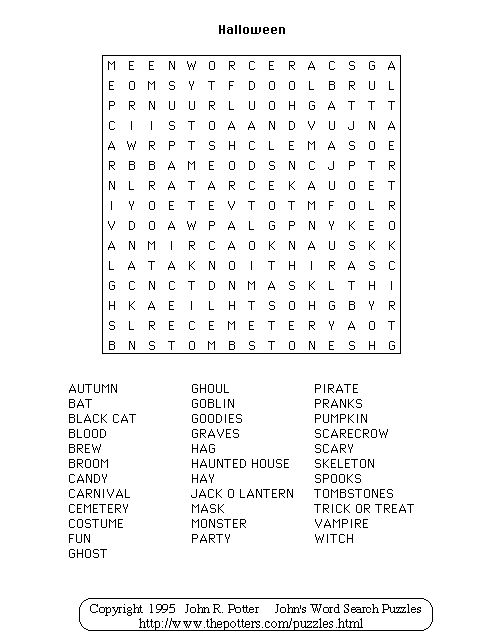 Halloween
M E E N W O R C E R A C S G A
E O M S Y T F D O O L B R U L
P R N U U R L U O H G A T T T
C I I S T O A A N D V U J N A
A W R P T S H C L E M A S O E
R B B A M E O D S N C J P T R
N L R A T A R C E K A U O E T
I Y O E T E V T O T M F O L R
V D O A W P A L G P N Y K E O
A N M I R C A O K N A U S K K
L A T A K N O I T H I R A S C
G C N C T D N M A S K L T H I
H K A E I L H T S O H G B Y R
S L R E C E M E T E R Y A O T
B N S T O M B S T O N E S H G
AUTUMN GHOUL PIRATE
BAT GOBLIN PRANKS
BLACK CAT GOODIES PUMPKIN
BLOOD GRAVES SCARECROW
BREW HAG SCARY
BROOM HAUNTED HOUSE SKELETON
CANDY HAY SPOOKS
CARNIVAL JACK O LANTERN TOMBSTONES
CEMETERY MASK TRICK OR TREAT
COSTUME MONSTER VAMPIRE
FUN PARTY WITCH
GHOST
Copyright 1995 John R. Potter John's Word Search Puzzles
http://www.thepotters.com/puzzles.html